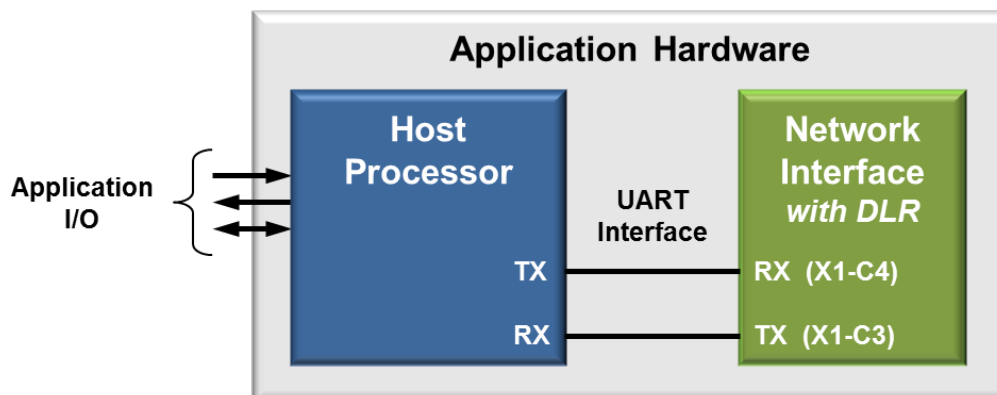 Application Hardware
Host
Processor
Network
Interface
with DLR
Application
I/O
UART
Interface
TX
RX (X1-C4)
RX
TX (X1-C3)